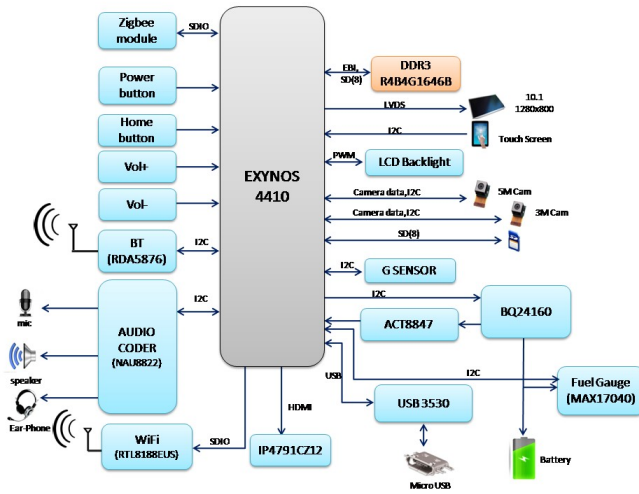 Zigbee
module
SDIO
Power
button
Home
button
Vol+
Vol-
BT
(RDA5876)
I2C
mic
AUDIO
CODER
(NAU8822)
I2C
speaker
Ear-Phone
WiFi
(RTL8188EUS)
SDIO
EXYNOS
4410
EBI,
SD(8)
DDR3
R4B4G1646B
LVDS
10.1
1280x800
I2C
Touch Screen
PWM
LCD Backlight
Camera data,I2C
5M Cam
Camera data,I2C
3M Cam
SD(8)
I2C
G SENSOR
I2C
BQ24160
ACT8847
USB
I2C
Fuel Gauge
(MAX17040)
USB 3530
HDMI
IP4791CZ12
Micro USB
Battery